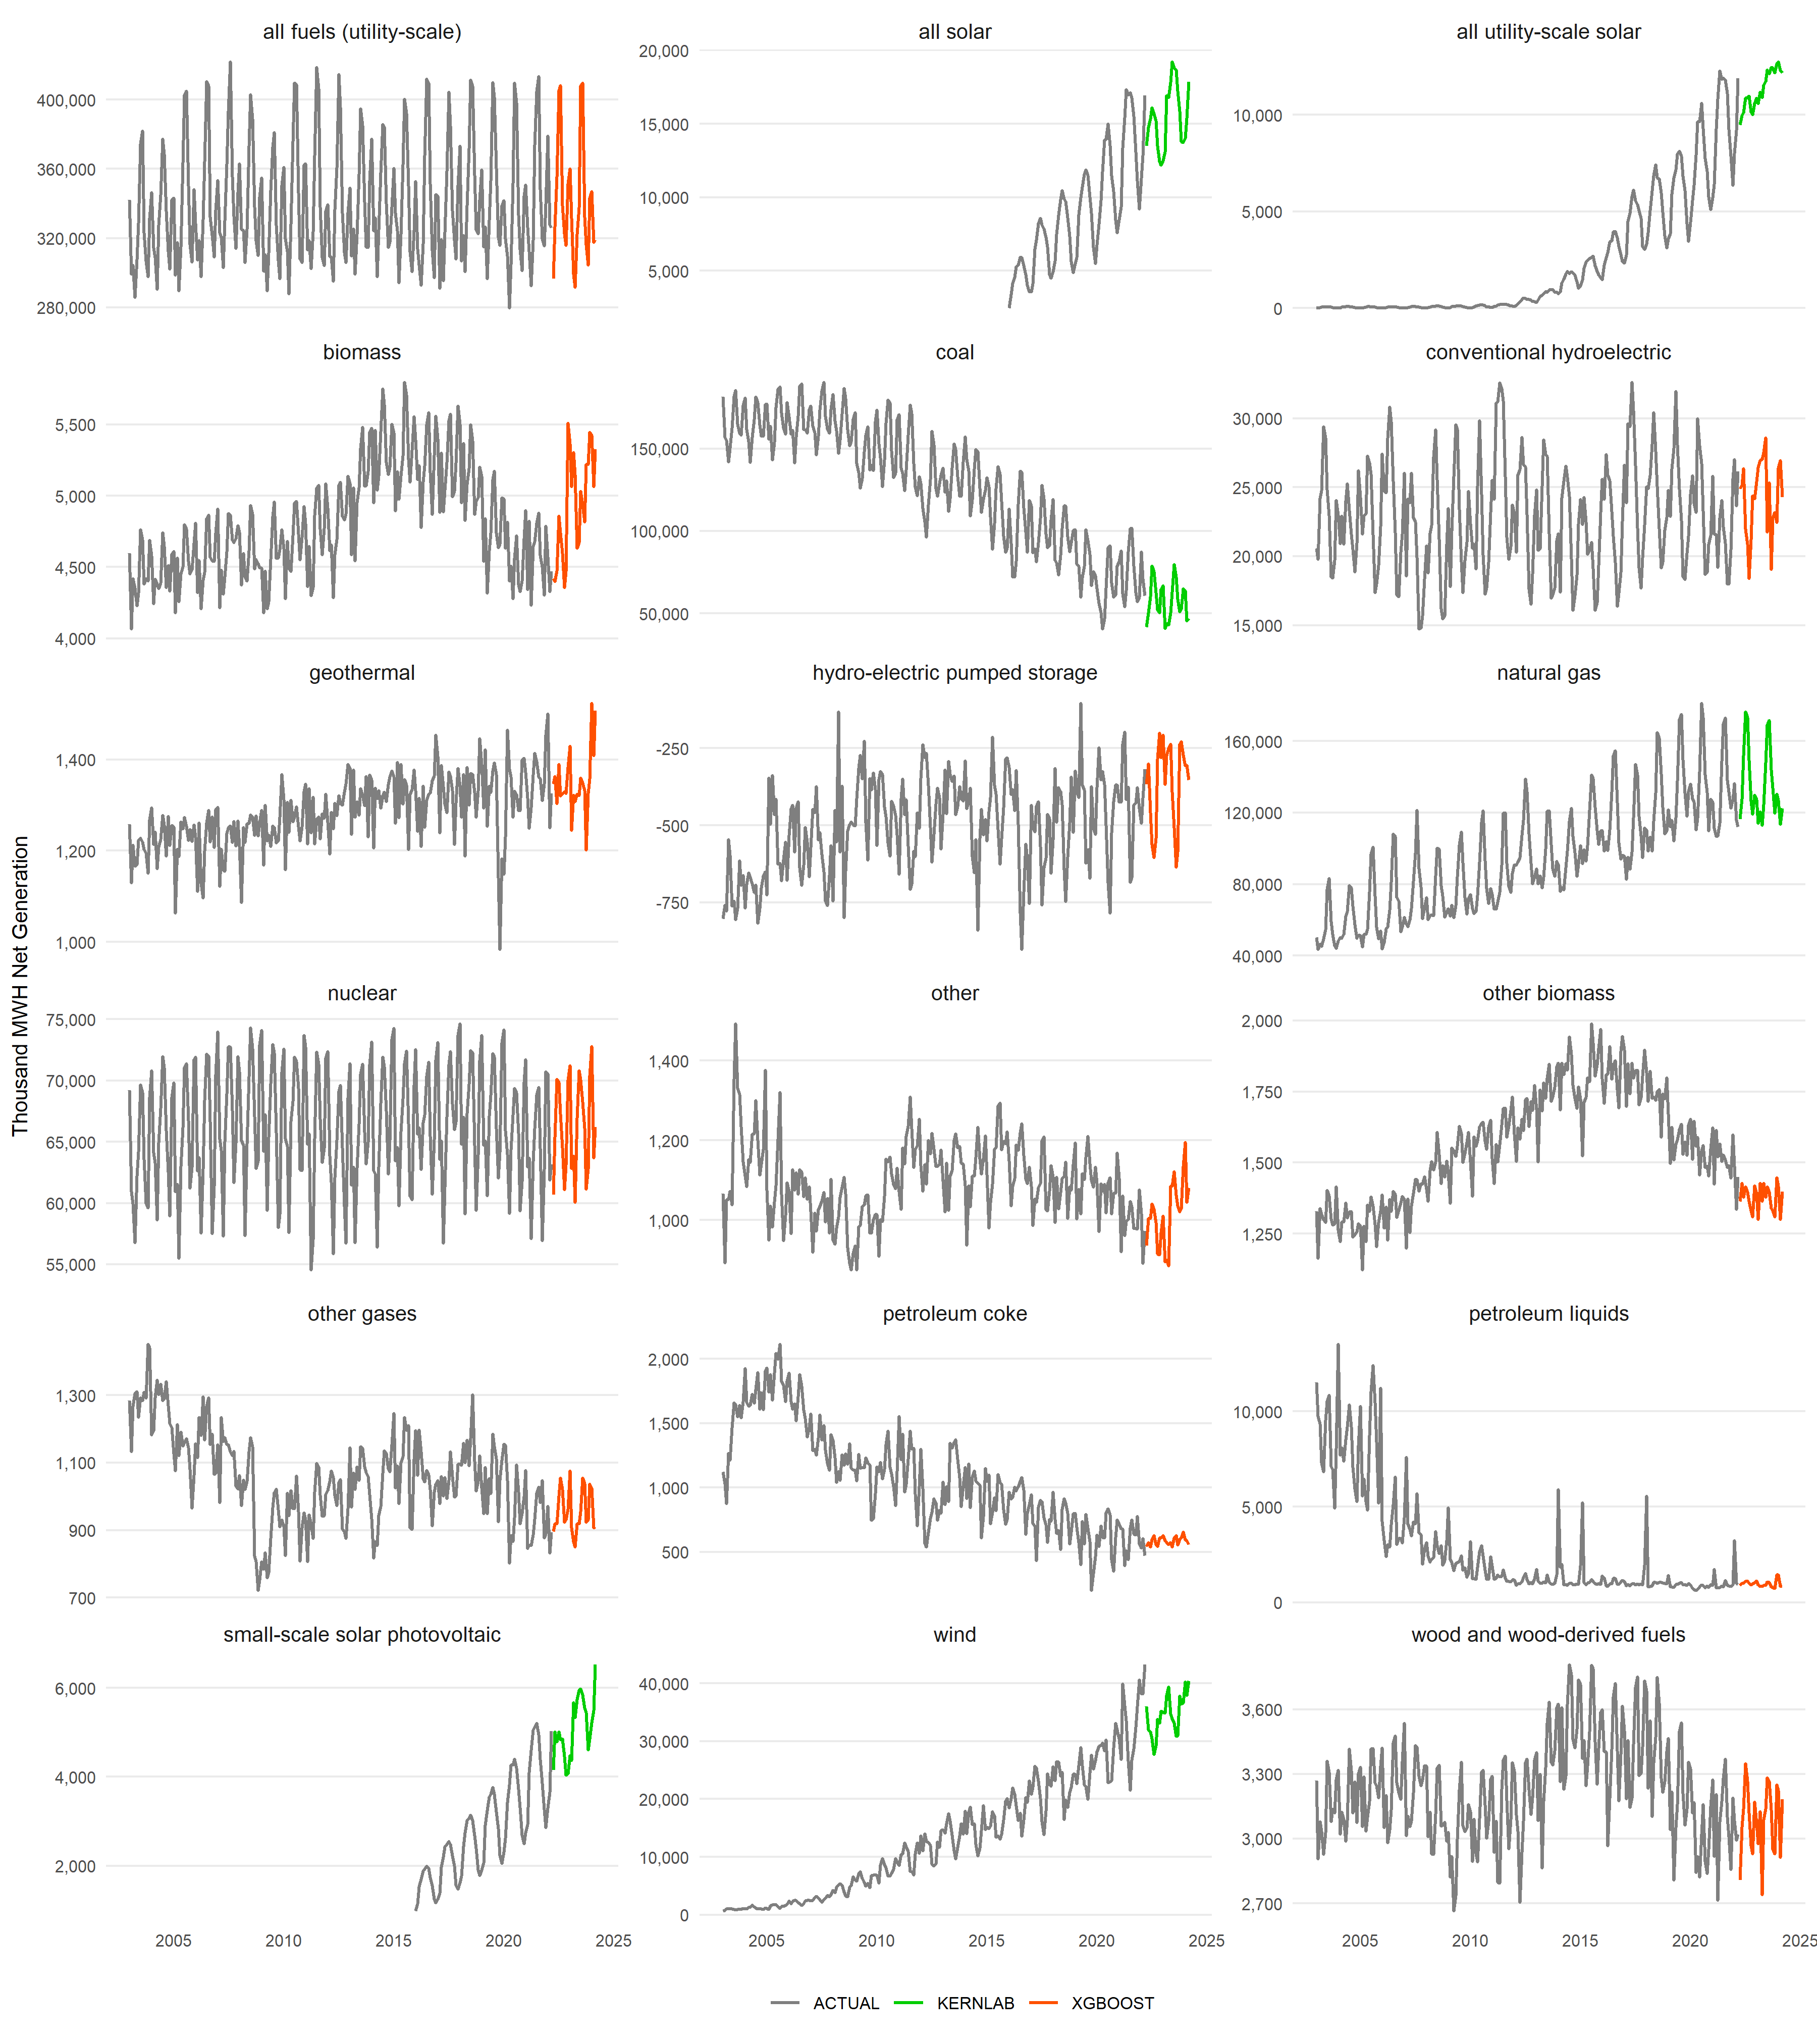 all fuels (utility-scale)
all solar
all utility-scale solar
400,000
360,000
320,000
280,000
20,000
15,000
10,000
5,000
10,000
5,000
0
biomass
coal
conventional hydroelectric
5,500
5,000
4,500
4,000
150,000
100,000
50,000
30,000
25,000
20,000
15,000
geothermal
hydro-electric pumped storage
natural gas
1,400
1,200
1,000
-250
-500
-750
160,000
120,000
80,000
40,000
Thousand MWH Net Generation
nuclear
other
other biomass
75,000
70,000
65,000
60,000
55,000
1,400
1,200
1,000
2,000
1,750
1,500
1,250
other gases
petroleum coke
petroleum liquids
1,300
1,100
900
700
2,000
1,500
1,000
500
10,000
5,000
0
small-scale solar photovoltaic
wind
wood and wood-derived fuels
6,000
4,000
2,000
40,000
30,000
20,000
10,000
0
3,600
3,300
3,000
2,700
2005 2010 2015 2020 2025
2005 2010 2015 2020 2025
2005 2010 2015 2020 2025
ACTUAL KERNLAB XGBOOST